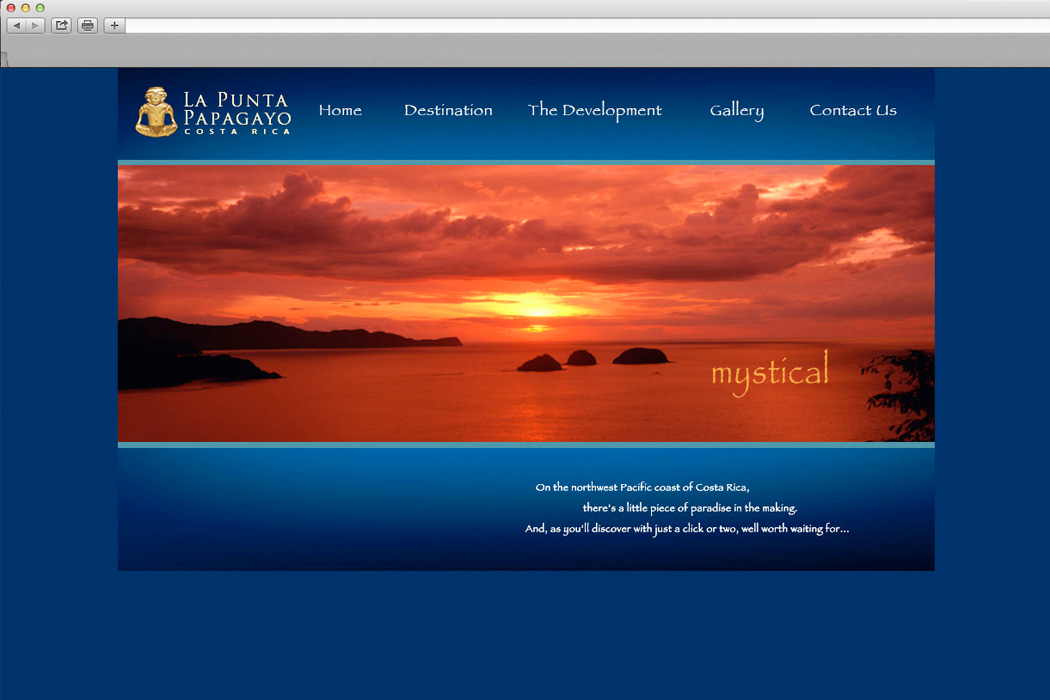 La Punta
Papagayo
COSTA RICA
Home
Destination
The Development
Gallery
Contact Us
mystical
On the northwest Pacific coast of Costa Rica,
there's a little piece of paradise in the making.
And, as you'll discover with just a click or two, well worth waiting for...